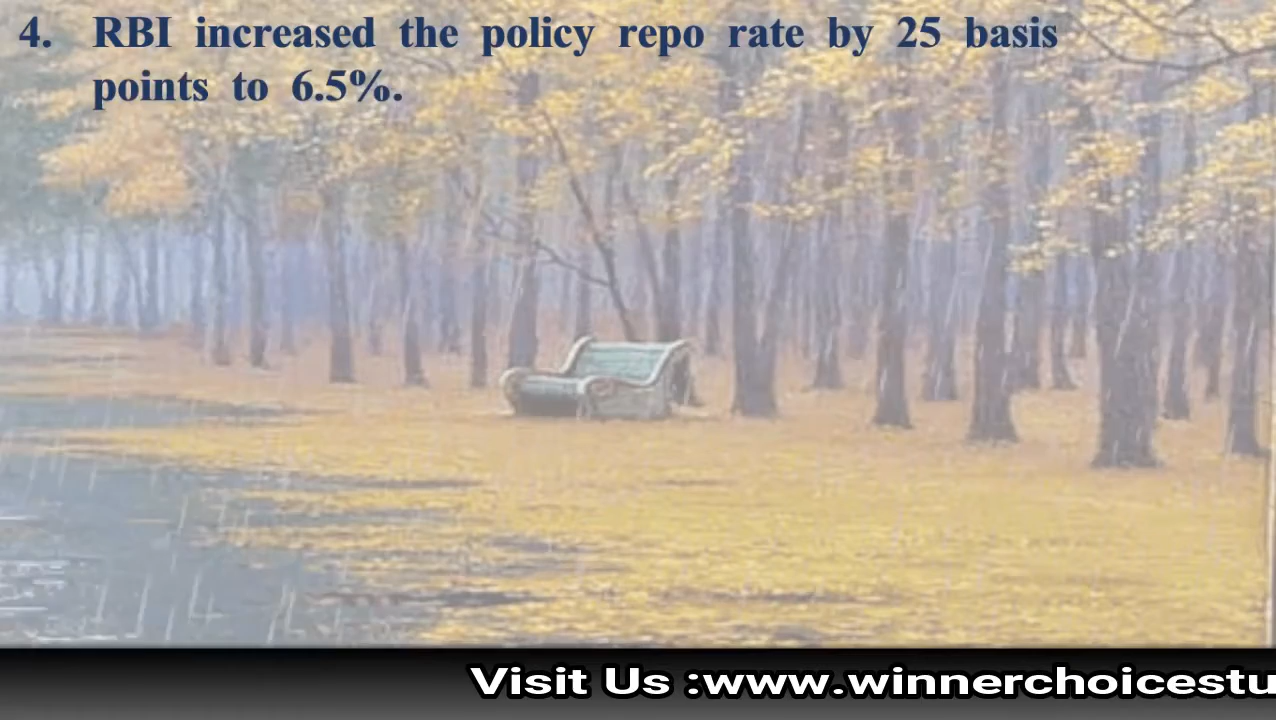 4. RBI increased the policy repo rate by 25 basis
points to 6.5%.
Visit Us :www.winnerchoicestu